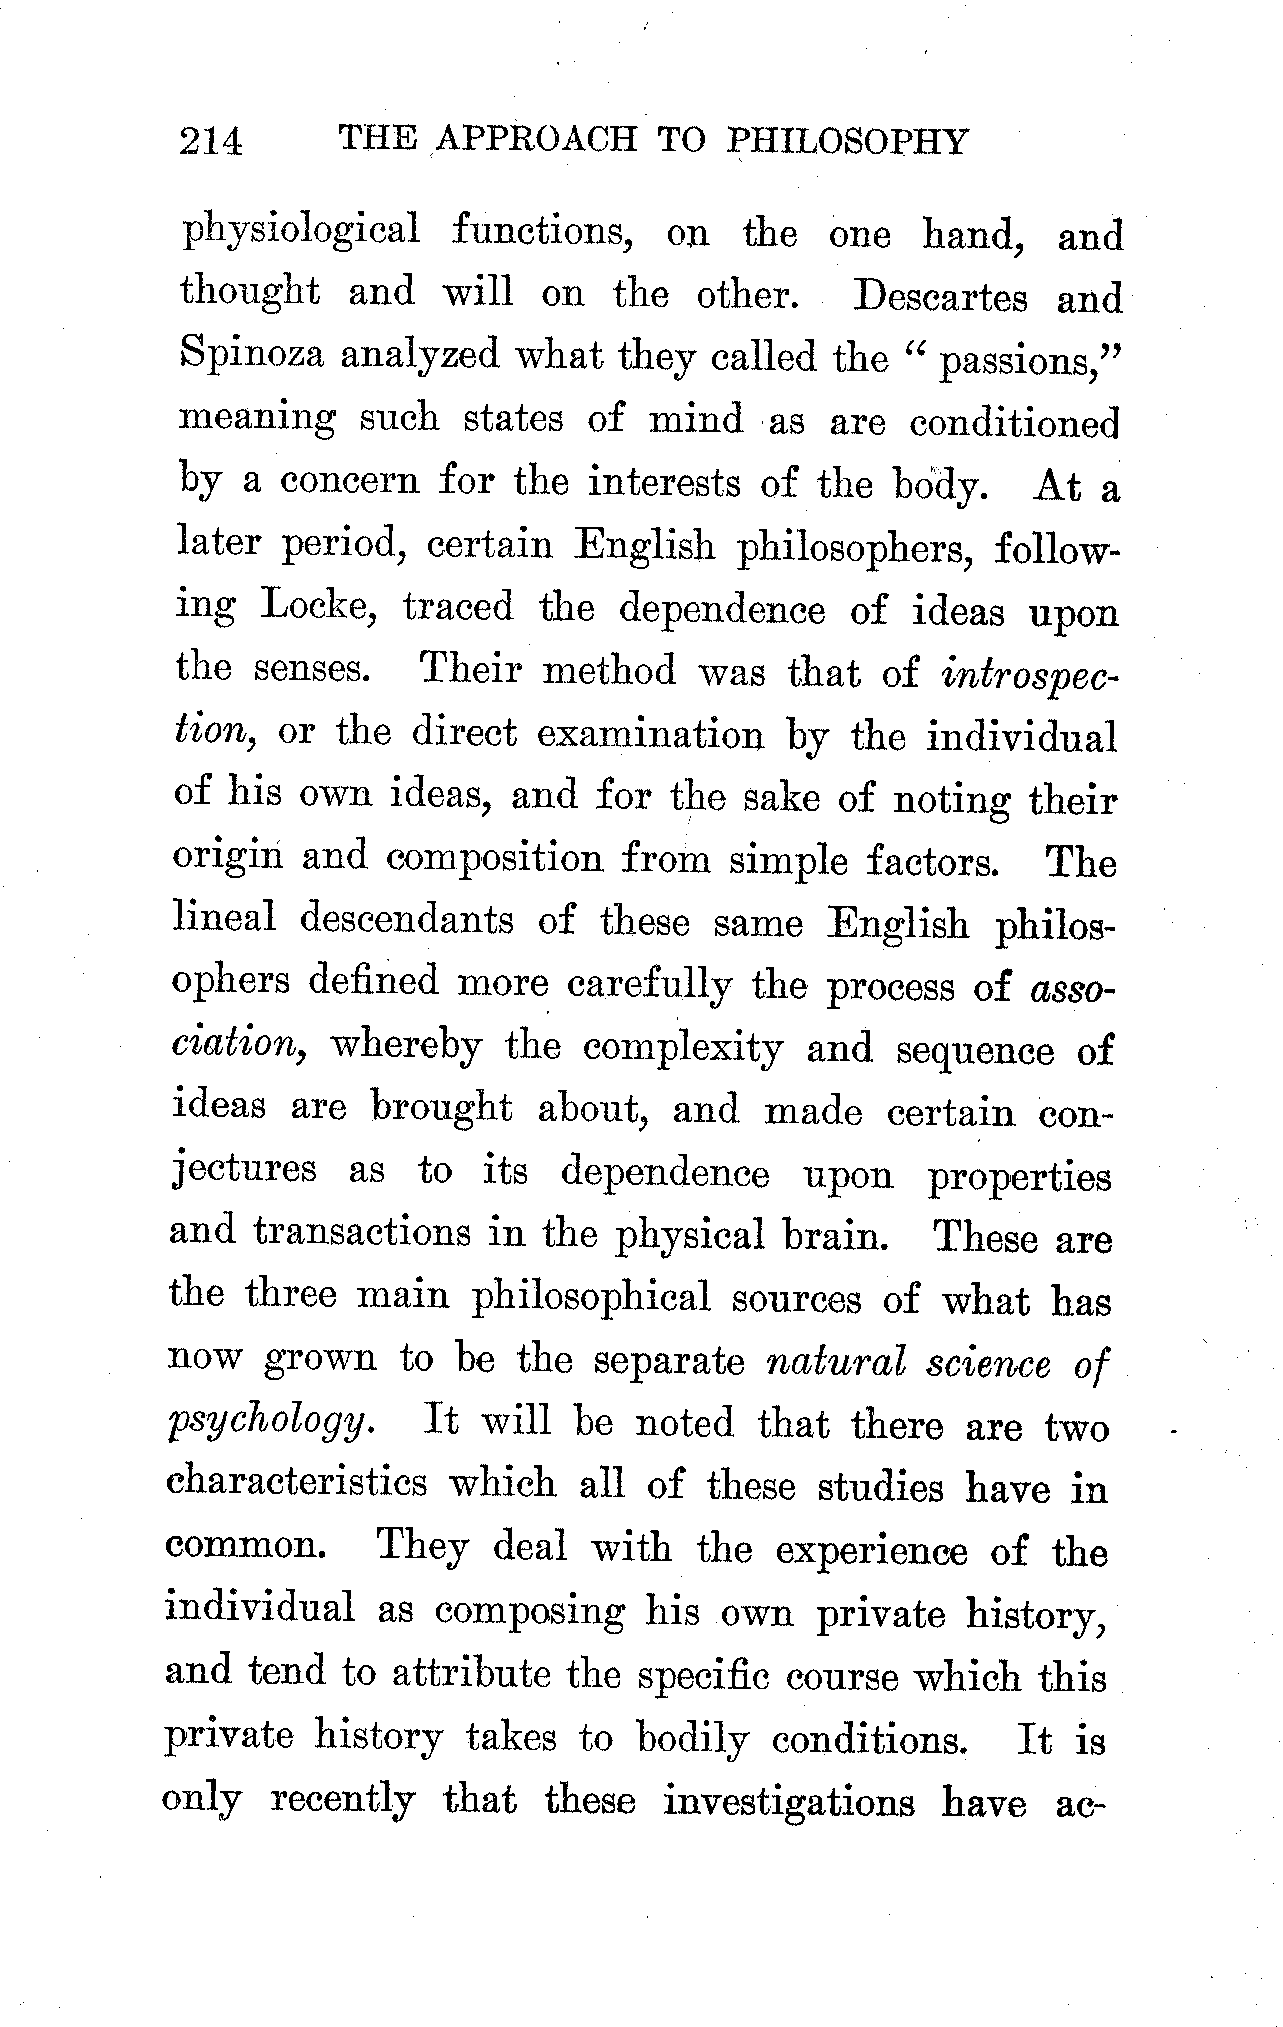 214 THE APPROACH TO PHILOSOPHY
physiological functions, on the one hand, and
thought and will on the other. Descartes and
Spinoza analyzed what they called the “ passions,”
meaning such states of mind as are conditioned
by a concern for the interests of the body. At a
later period, certain English philosophers, follow-
ing Locke, traced the dependence of ideas upon
the senses. Their method was that of introspec-
tion, or the direct examination by the individual
of his own ideas, and for the sake of noting their
origin and composition from simple factors. The
lineal descendants of these same English philos-
ophers defined more carefully the process of asso-
ciation, whereby the complexity and sequence of
ideas are brought about, and made certain con-
jectures as to its dependence upon properties
and transactions in the physical brain. These are
the three main philosophical sources of what has
now grown to be the separate natural science of
psychology. It will be noted that there are two
characteristics which all of these studies have in
common. They deal with the experience of the
individual as composing his own private history,
and tend to attribute the specific course which this
private history takes to bodily conditions. It is
only recently that these investigations have ac-